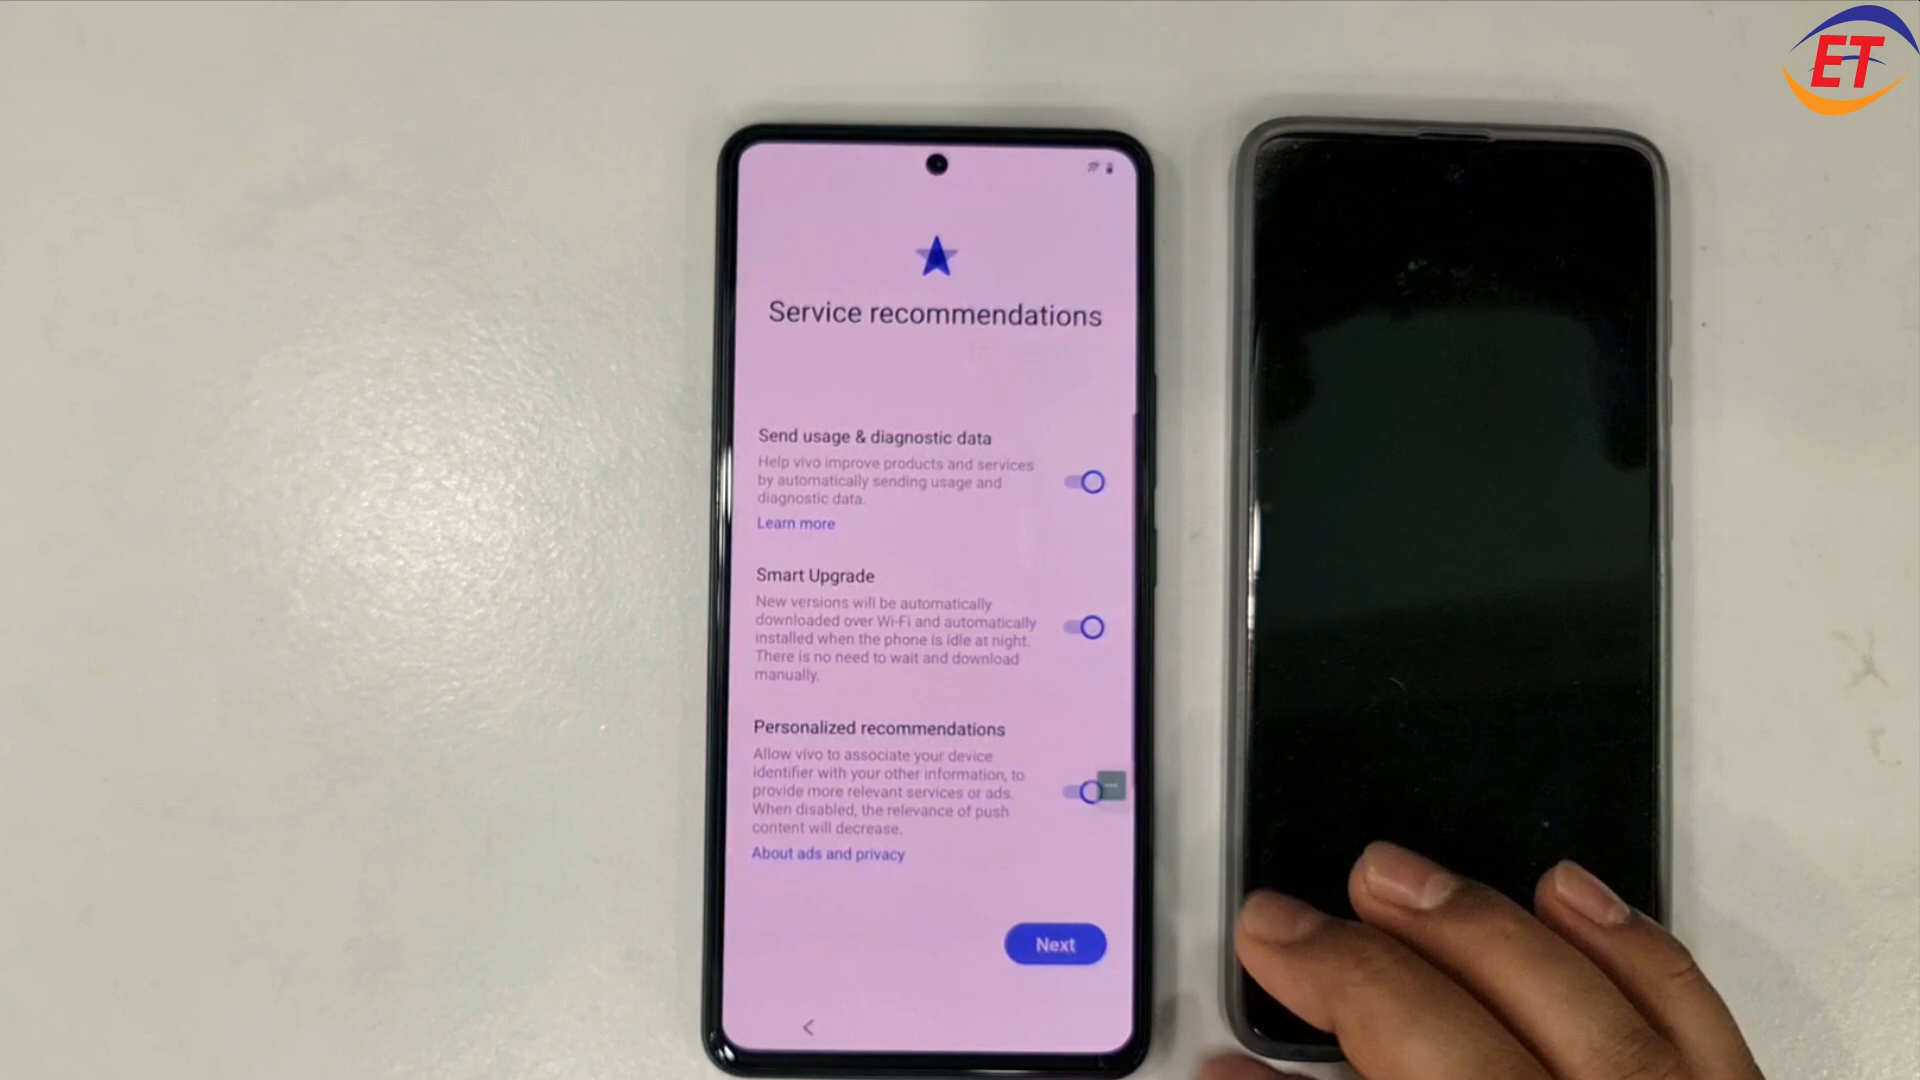 ET
Service recommendations
Send usage & diagnostic data
Help vivo improve products and services
by automatically sending usage and
diagnostic data.
Learn more
Smart Upgrade
New versions will be automatically
downloaded over Wi-Fi and automatically
installed when the phone is idle at night.
There is no need to wait and download
manually.
Personalized recommendations
Allow vivo to associate your device
identifier with your other information, to
provide more relevant services or ads.
When disabled, the relevance of push
content will decrease.
About ads and privacy
Next